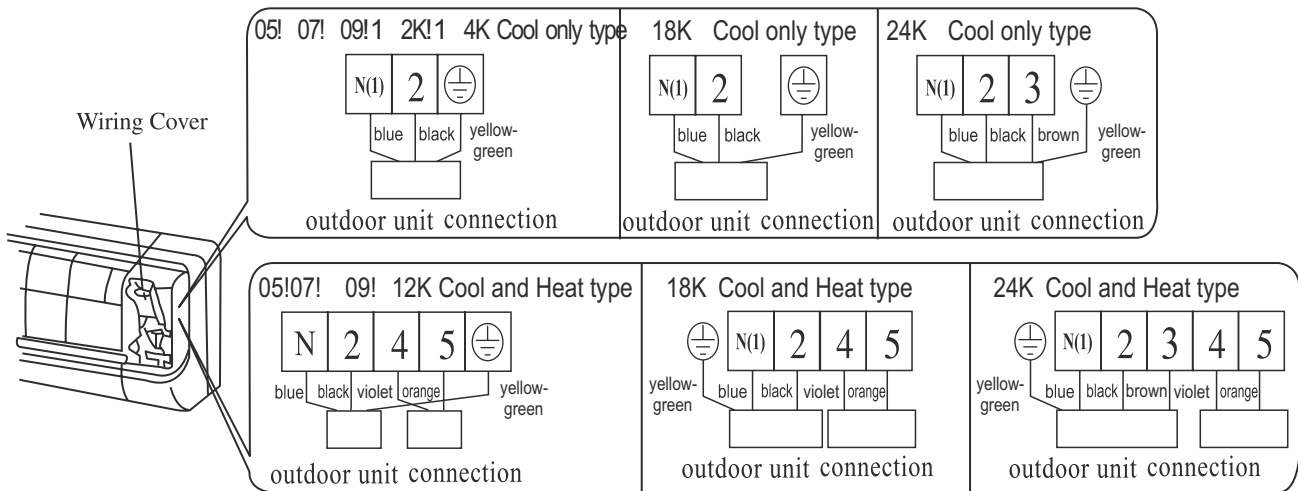 05! 07! 09!1 2K!1 4K Cool only type
N(1) 2
blue black yellow-
green
outdoor unit connection
18K Cool only type
N(1) 2
blue black yellow-
green
outdoor unit connection
24K Cool only type
N(1) 2 3
blue black brown yellow-
green
outdoor unit connection
Wiring Cover
05!07! 09! 12K Cool and Heat type
N 2 4 5
blue black violet orange yellow-
green
outdoor unit connection
18K Cool and Heat type
N(1) 2 4 5
yellow-
green
blue black violet orange
outdoor unit connection
24K Cool and Heat type
N(1) 2 3 4 5
yellow-
green
blue black brown violet orange
outdoor unit connection